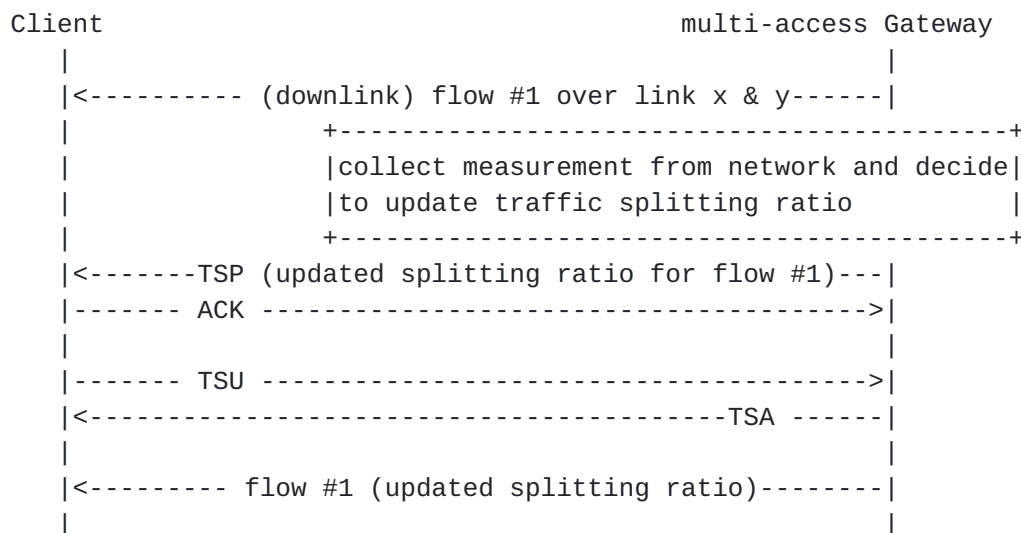 Client multi-access Gateway
|<---------- (downlink) flow #1 over link x & y------|
+-------------------------------------------+
|collect measurement from network and decide|
|to update traffic splitting ratio |
+-------------------------------------------+
|<-------TSP (updated splitting ratio for flow #1)---|
|------- ACK --------------------------------------->|
|------- TSU --------------------------------------->|
|<-----------------------------------------TSA ------|
|<--------- flow #1 (updated splitting ratio)--------|